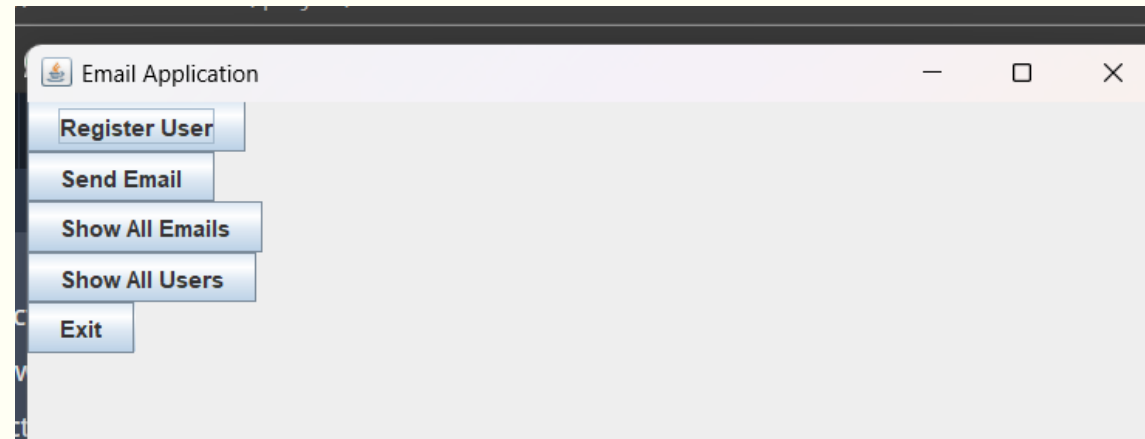 Email Application
Register User
Send Email
Show All Emails
Show All Users
Exit